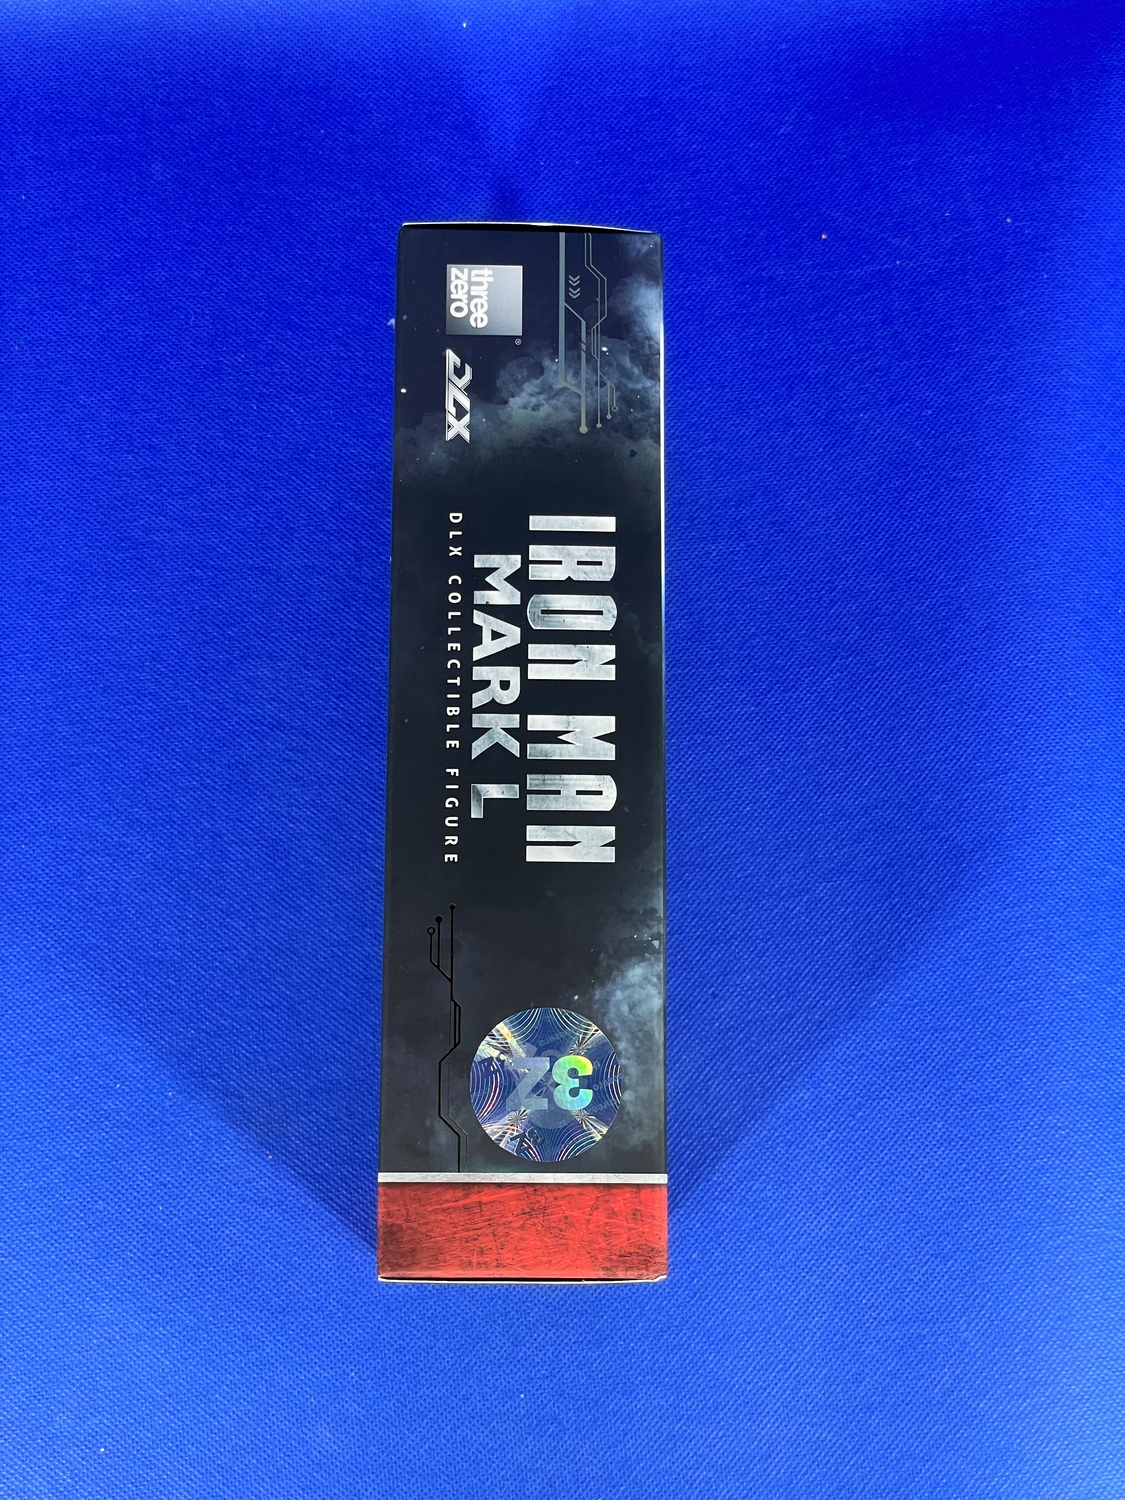 three
zero
®
DLX
IRON MAN
MARK L
DLX COLLECTIBLE FIGURE
3Z